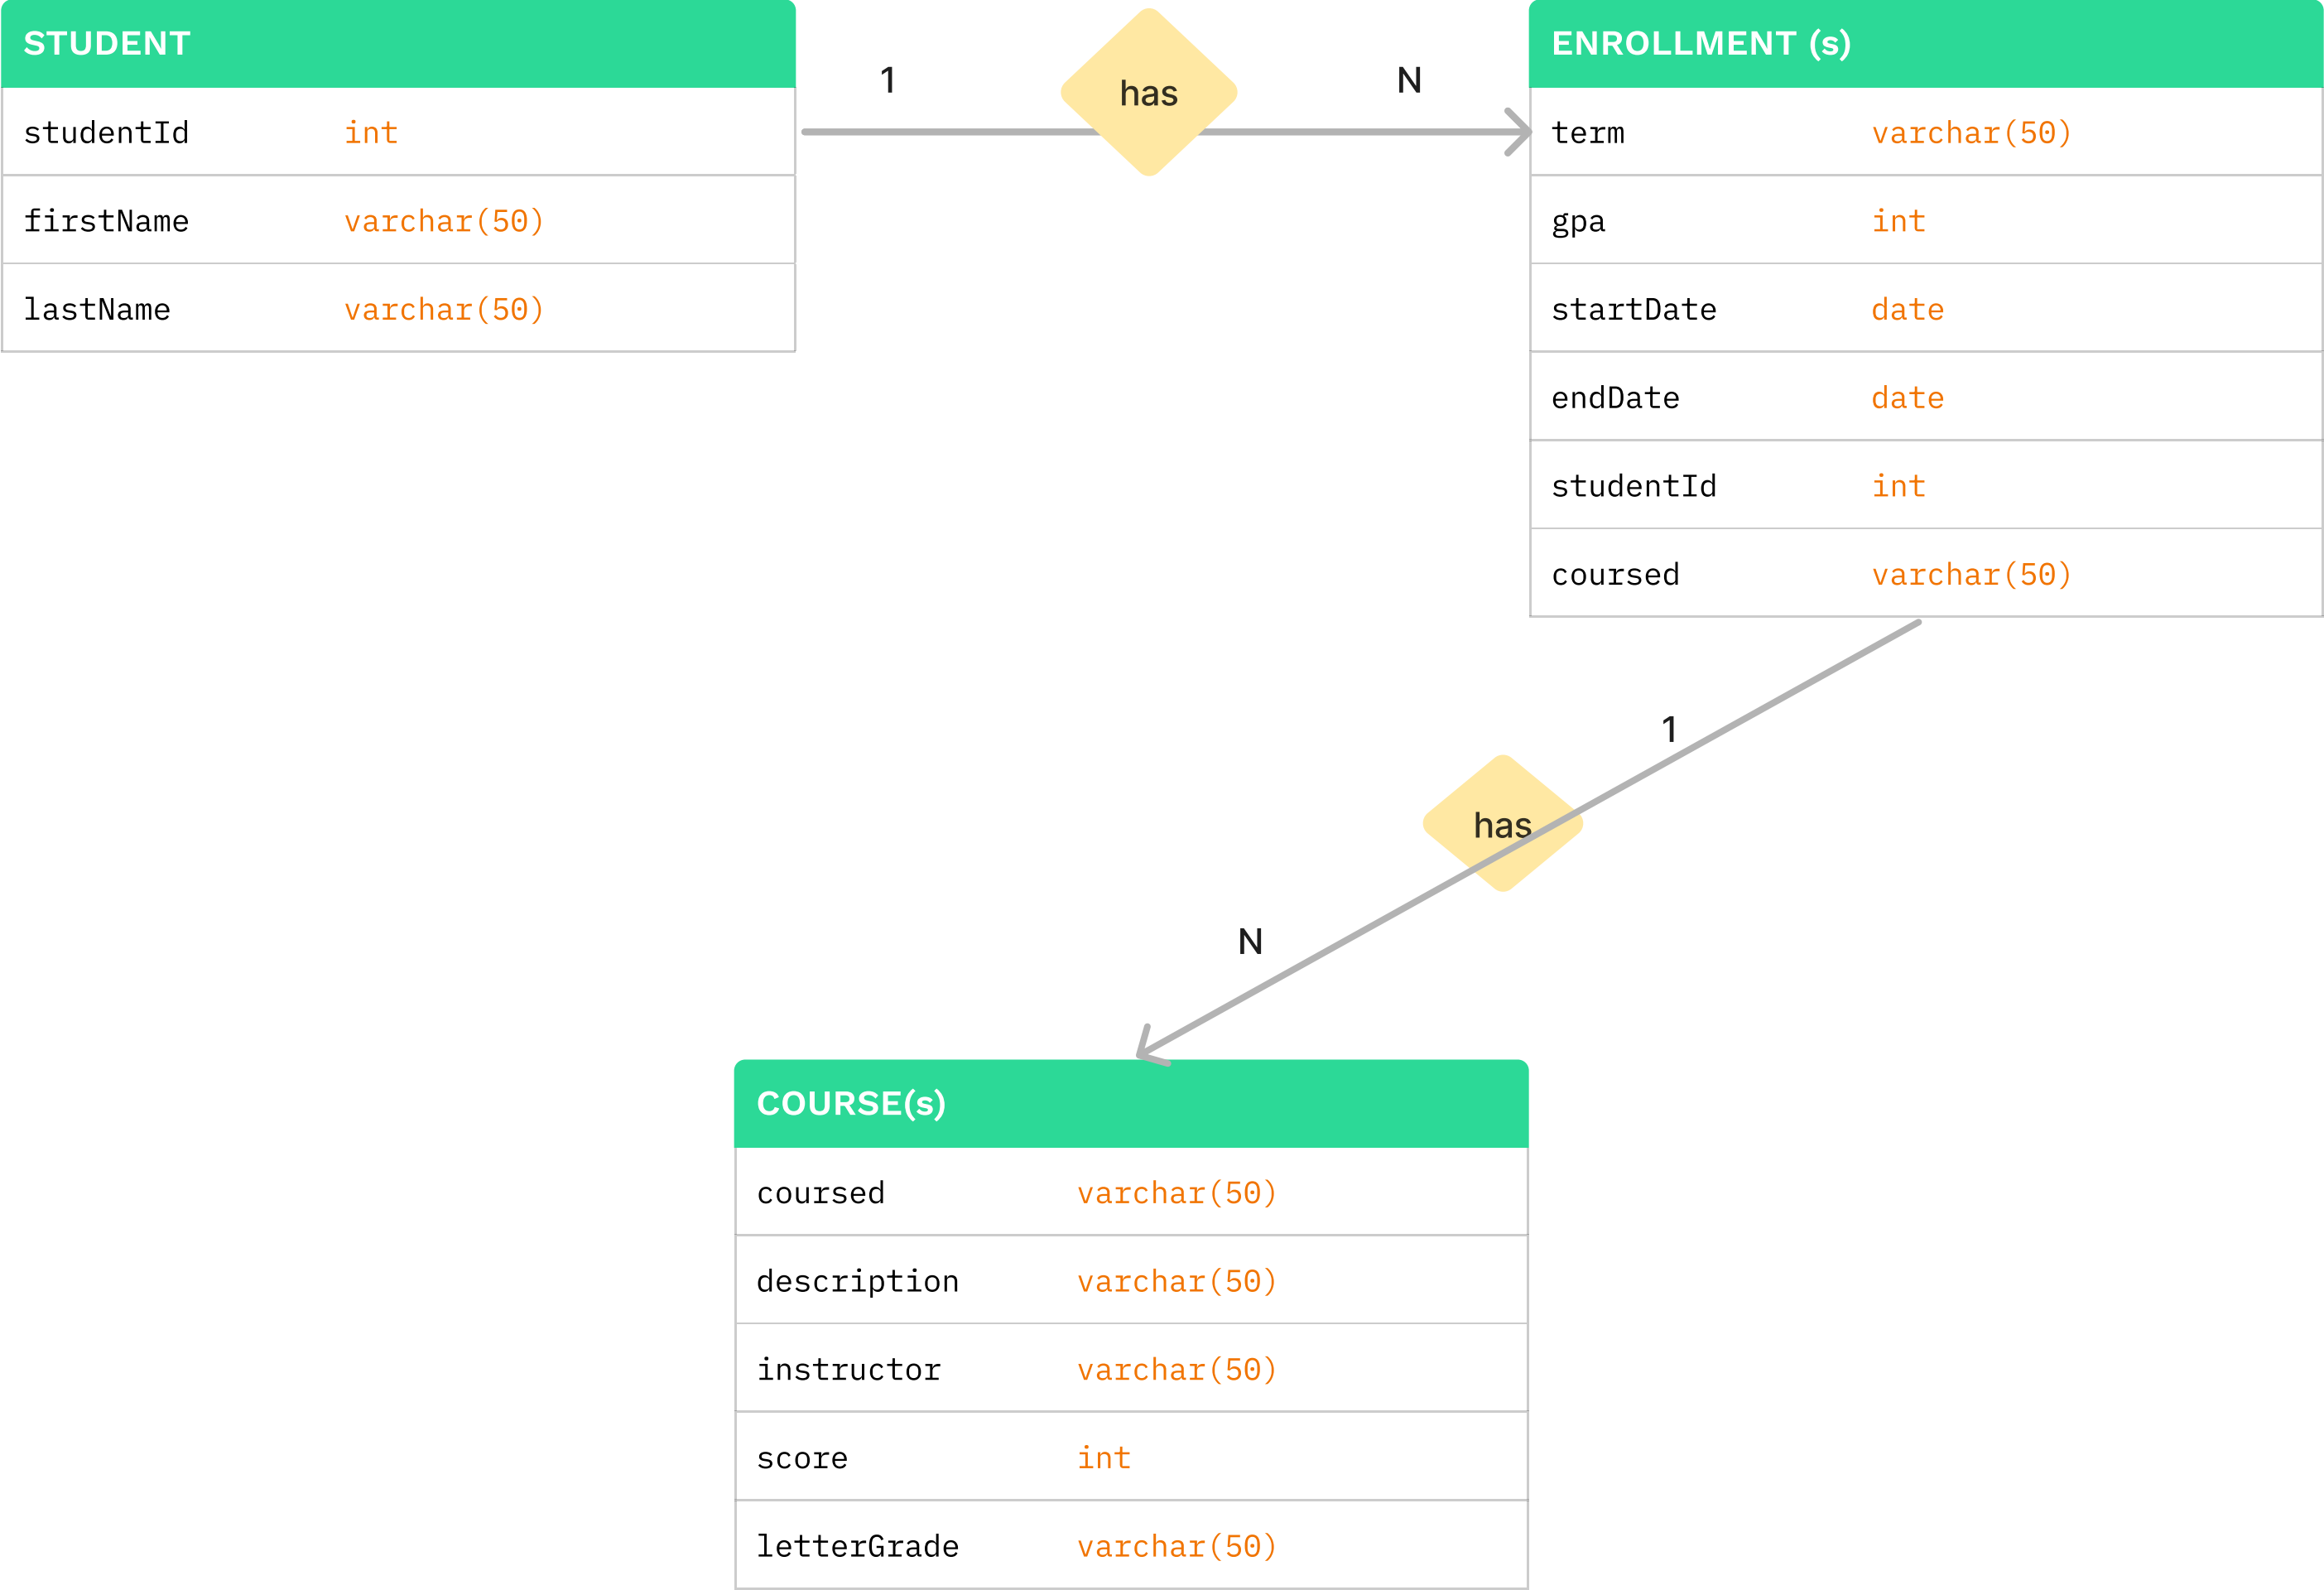 STUDENT
studentId int
firstName varchar(50)
lastName varchar(50)
1 has N
ENROLLMENT (s)
term varchar(50)
gpa int
startDate date
endDate date
studentId int
coursed varchar(50)
1
has
N
COURSE(s)
coursed varchar(50)
description varchar(50)
instructor varchar(50)
score int
letterGrade varchar(50)